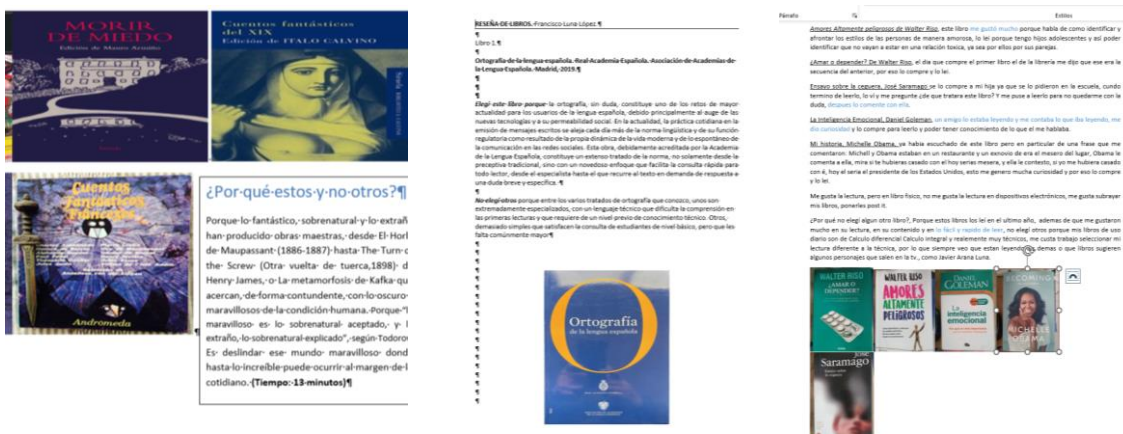 MORIR
DE MIEDO
Edición de Mauro Armiño
Cuentos fantásticos
del XIX
Edición de ITALO CALVINO
Cuentos
Fantásticos
Franceses
Andromeda
¿Por·qué·estos·y·no·otros?¶
Porque·lo·fantástico,·sobrenatural·y·lo·extrañ
han·producido·obras·maestras,·desde·El·Horl
de·Maupassant·(1886-1887)·hasta·The·Turn·o
the·Screw·(Otra·vuelta·de·tuerca,1898)·d
Henry·James,·o·La·metamorfosis·de·Kafka·qu
acercan,·de·forma·contundente,·con·lo·oscuro·
maravillosos·de·la·condición·humana.·Porque·"l
maravilloso·es·lo·sobrenatural·aceptado,·y·l
extraño,·lo·sobrenatural·explicado",·según·Todorov
Es·deslindar·ese·mundo·maravilloso·dond
hasta·lo·increíble·puede·ocurrir·al·margen·de·l
cotidiano.·(Tiempo:·13·minutos)¶
RESEÑA·DE·LIBROS.·Francisco·Luna·López·¶
Libro·1·¶
Ortografía·de·la·lengua·española.·Real·Academia·Española.·Asociación·de·Academias·de·
la·Lengua·Española.·Madrid,·2019.¶
Elegí·este·libro·porque·la·ortografía,·sin·duda,·constituye·uno·de·los·retos·de·mayor·
actualidad·para·los·usuarios·de·la·lengua·española,·debido·principalmente·al·auge·de·las·
nuevas·tecnologías·y·a·su·permeabilidad·social.·En·la·actualidad,·la·práctica·cotidiana·en·la·
emisión·de·mensajes·escritos·se·aleja·cada·día·más·de·la·norma·lingüística·y·de·su·función·
regulatoria·como·resultado·de·la·propia·dinámica·de·la·vida·moderna·y·de·lo·espontáneo·de·
la·comunicación·en·las·redes·sociales.·Esta·obra,·debidamente·acreditada·por·la·Academia·
de·la·Lengua·Española,·constituye·un·extenso·tratado·de·la·norma,·no·solamente·desde·la·
preceptiva·tradicional,·sino·con·un·novedoso·enfoque·que·facilita·la·consulta·rápida·para·
todo·lector,·desde·el·especialista·hasta·el·que·recurre·al·texto·en·demanda·de·respuesta·a·
una·duda·breve·y·específica.·¶
No·elegí·otros·porque·entre·los·varios·tratados·de·ortografía·que·conozco,·unos·son·
extremadamente·especializados,·con·un·lenguaje·técnico·que·dificulta·la·comprensión·en·
las·primeras·lecturas·y·que·requiere·de·un·nivel·previo·de·conocimiento·técnico.·Otros,·
demasiado·simples·que·satisfacen·la·consulta·de·estudiantes·de·nivel·básico,·pero·que·les·
falta·comúnmente·mayor¶
Ortografía
de la lengua española
Párrafo
Estilos
Amores Altamente peligrosos de Walter Riso, este libro me gustó mucho porque habla de como identificar y
afrontar los estilos de las personas de manera amorosa, lo leí porque tengo hijos adolescentes y así poder
identificar que no vayan a estar en una relación toxica, ya sea por ellos por sus parejas.
¿Amar o depender? De Walter Riso, el día que compre el primer libro el de la librería me dijo que ese era la
secuencia del anterior, por eso lo compre y lo leí.
Ensayo sobre la ceguera, José Saramago se lo compre a mi hija ya que se lo pidieron en la escuela, cundo
termino de leerlo, lo vi y me pregunte ¿de que tratara este libro? Y me puse a leerlo para no quedarme con la
duda, despues lo comente con ella.
La Inteligencia Emocional, Daniel Goleman, un amigo lo estaba leyendo y me contaba lo que iba leyendo, me
dio curiosidad y lo compre para leerlo y poder tener conocimiento de lo que el me hablaba.
Mi historia, Michelle Obama, ya había escuchado de este libro pero en particular de una frase que me
comentaron: Michell y Obama estaban en un restaurante y un exnovio de era el mesero del lugar, Obama le
comenta a ella, mira si te hubieras casado con el hoy serias mesera, y ella le contesto, si yo me hubiera casado
con é, hoy el seria el presidente de los Estados Unidos, esto me genero mucha curiosidad y por eso lo compre
y lo leí.
Me gusta la lectura, pero en libro físico, no me gusta la lectura en dispositivos electrónicos, me gusta subrayar
mis libros, ponerles post it.
¿Por qué no elegí algun otro libro?, Porque estos libros los leí en el ultimo año, ademas de que me gustaron
mucho en su lectura, en su contenido y en lo fácil y rapido de leer, no elegí otros porque mis libros de uso
diario son de Calculo diferencial Calculo integral y realemente muy técnicos, me custa trabajo seleccionar mi
lectura diferente a la técnica, por lo que siempre veo que estan leyendo los demas o que libros sugieren
algunos personajes que salen en la tv., como Javier Arana Luna.
WALTER RISO
¿AMAR O
DEPENDER?
WALTER RISO
AMORES
ALTAMENTE
PELIGROSOS
DANIEL
GOLEMAN
La
inteligencia
emocional
BECOMING
MICHELLE
OBAMA
José
Saramago